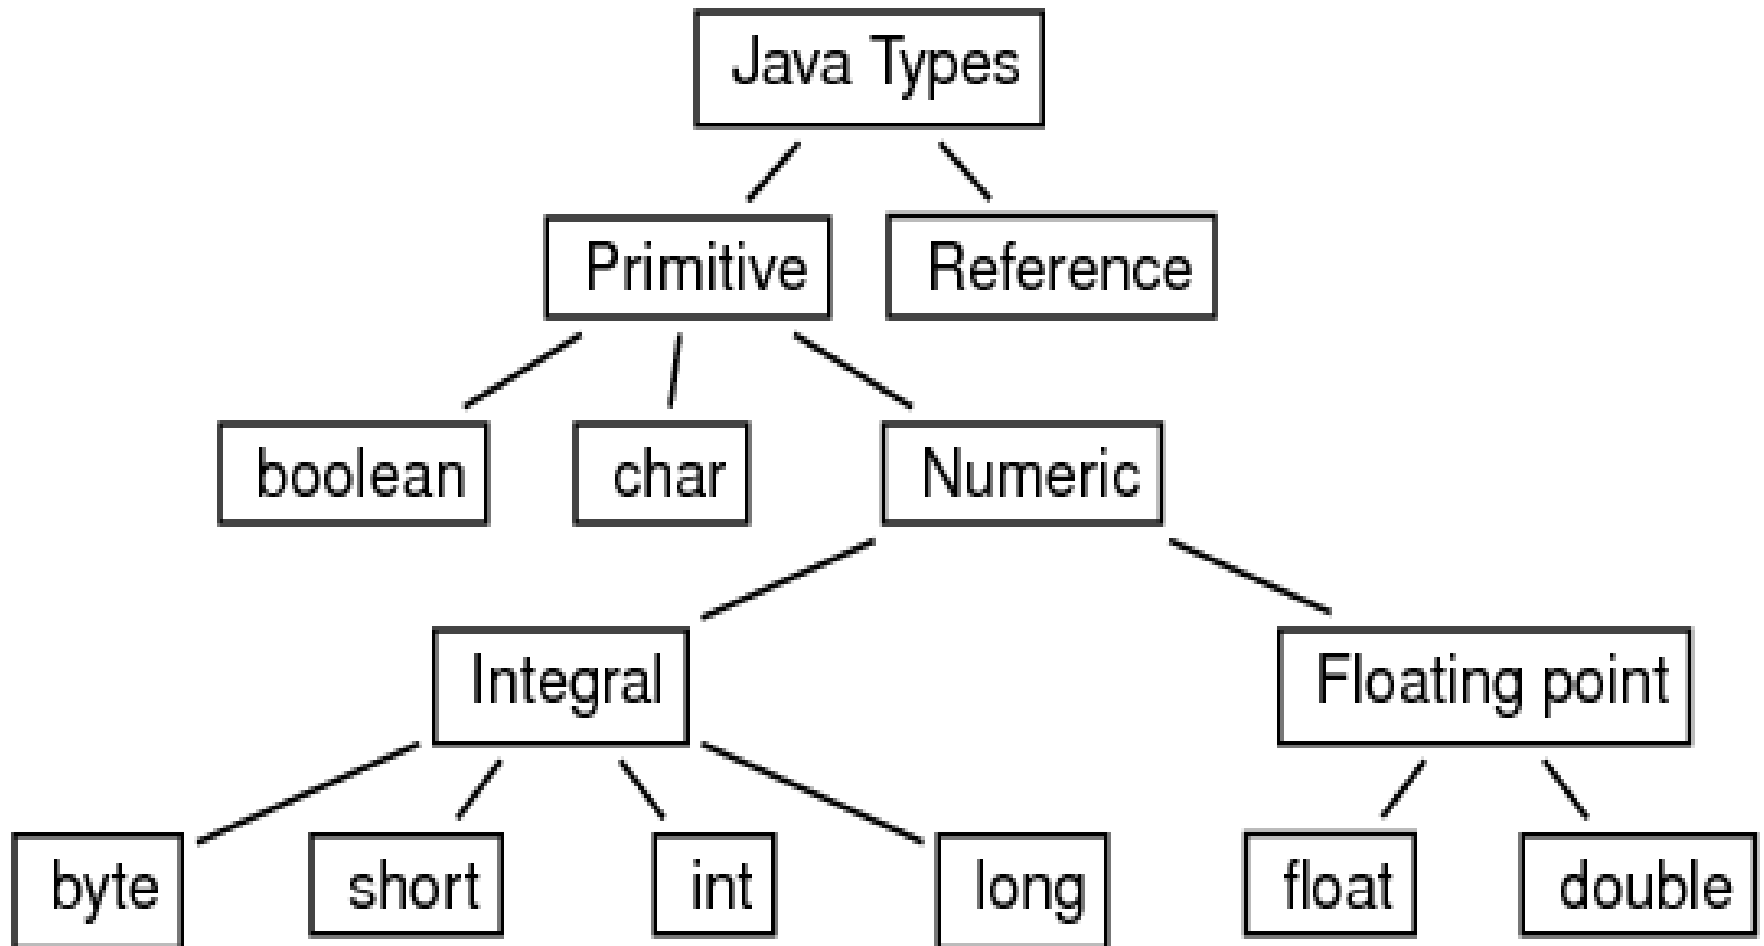 Java Types
Primitive
Reference
boolean
char
Numeric
Integral
Floating point
byte
short
int
long
float
double